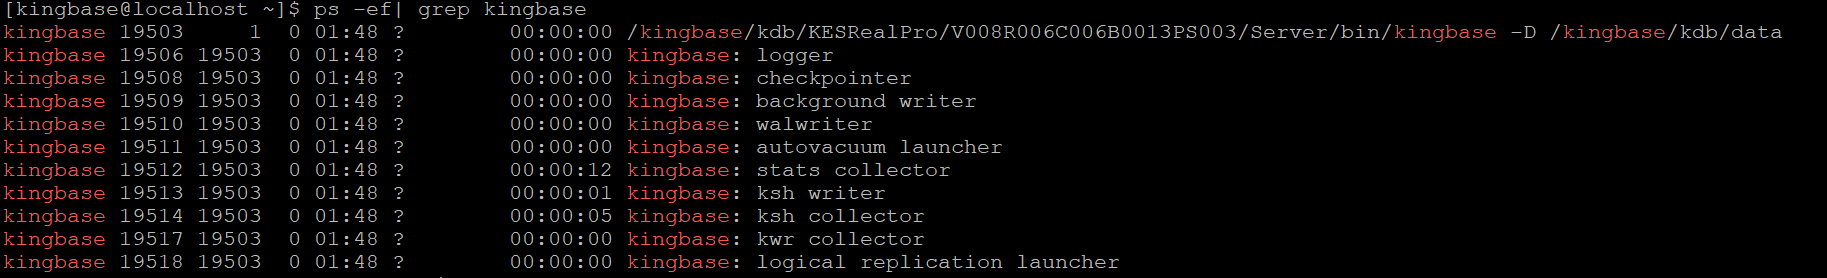 [kingbase@localhost ~]$ ps -ef| grep kingbase
kingbase 19503     1  0 01:48 ?        00:00:00 /kingbase/kdb/KESRealPro/V008R006C006B0013PS003/Server/bin/kingbase -D /kingbase/kdb/data
kingbase 19506 19503  0 01:48 ?        00:00:00 kingbase: logger
kingbase 19508 19503  0 01:48 ?        00:00:00 kingbase: checkpointer
kingbase 19509 19503  0 01:48 ?        00:00:00 kingbase: background writer
kingbase 19510 19503  0 01:48 ?        00:00:00 kingbase: walwriter
kingbase 19511 19503  0 01:48 ?        00:00:00 kingbase: autovacuum launcher
kingbase 19512 19503  0 01:48 ?        00:00:12 kingbase: stats collector
kingbase 19513 19503  0 01:48 ?        00:00:01 kingbase: ksh writer
kingbase 19514 19503  0 01:48 ?        00:00:05 kingbase: ksh collector
kingbase 19517 19503  0 01:48 ?        00:00:00 kingbase: kwr collector
kingbase 19518 19503  0 01:48 ?        00:00:00 kingbase: logical replication launcher